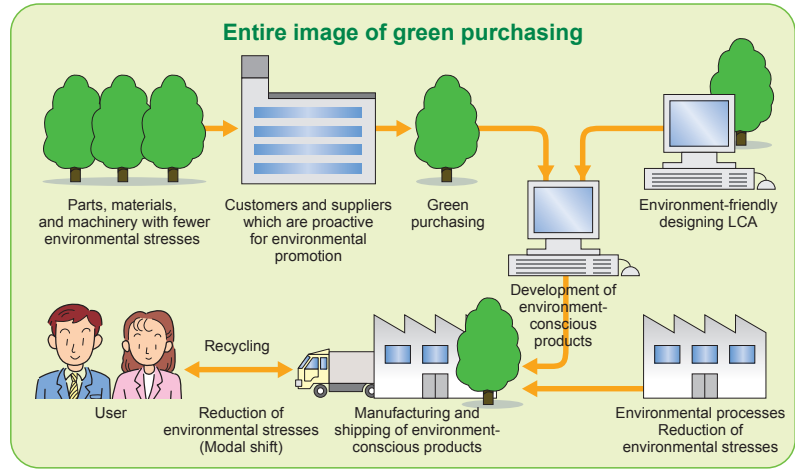 Entire image of green purchasing
Parts, materials,
and machinery with fewer
environmental stresses
Customers and suppliers
which are proactive
for environmental
promotion
Green
purchasing
Environment-friendly
designing LCA
Development of
environment-
conscious
products
Recycling
User
Reduction of
environmental stresses
(Modal shift)
Manufacturing and
shipping of environment-
conscious products
Environmental processes
Reduction of
environmental stresses